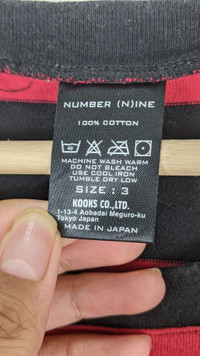 NUMBER (N)INE
100% COTTON
40
MACHINE WASH WARM
DO NOT BLEACH
USE COOL IRON
TUMBLE DRY LOW
SIZE : 3
KOOKS CO.,LTD.
1-13-4 Aobadai Meguro-ku
Tokyo Japan
MADE IN JAPAN